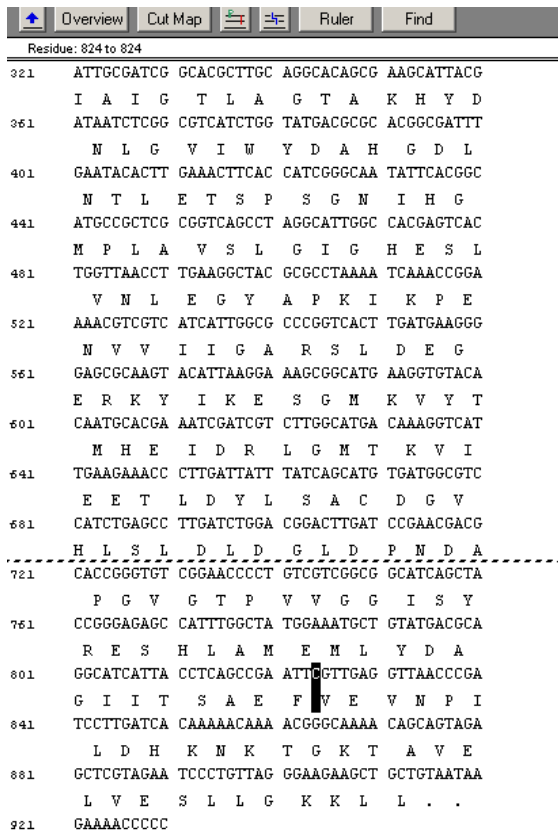 Overview Cut Map Ruler Find
Residue: 824 to 824
321 ATTGCGATCG GCACGCTTGC AGGCACAGCG AAGCATTACG
I A I G T L A G T A K H Y D
361 ATAATCTCGG CGTCATCTGG TATGACGCGC ACGGCGATTT
N L G V I W Y D A H G D L
401 GAATACACTT GAAACTTCAC CATCGGGCAA TATTCACGGC
N T L E T S P S G N I H G
441 ATGCCGCTCG CGGTCAGCCT AGGCATTGGC CACGAGTCAC
M P L A V S L G I G H E S L
481 TGGTTAACCT TGAAGGCTAC GCGCCTAAAA TCAAACCGGA
V N L E G Y A P K I K P E
521 AAACGTCGTC ATCATTGGCG CCCGGTCACT TGATGAAGGG
N V V I I G A R S L D E G
561 GAGCGCAAGT ACATTAAGGA AAGCGGCATG AAGGTGTACA
E R K Y I K E S G M K V Y T
601 CAATGCACGA AATCGATCGT CTTGGCATGA CAAAGGTCAT
M H E I D R L G M T K V I
641 TGAAGAAACC CTTGATTATT TATCAGCATG TGATGGCGTC
E E T L D Y L S A C D G V
681 CATCTGAGCC TTGATCTGGA CGGACTTGAT CCGAACGACG
H L S L D L D G L D P N D A
721 CACCGGGTGT CGGAACCCCT GTCGTCGGCG GCATCAGCTA
P G V G T P V V G G I S Y
761 CCGGGAGAGC CATTTGGCTA TGGAAATGCT GTATGACGCA
R E S H L A M E M L Y D A
801 GGCATCATTA CCTCAGCCGA ATTCGTTGAG GTTAACCCGA
G I I T S A E F V E V N P I
841 TCCTTGATCA CAAAAACAAA ACGGGCAAAA CAGCAGTAGA
L D H K N K T G K T A V E
881 GCTCGTAGAA TCCCTGTTAG GGAAGAAGCT GCTGTAATAA
L V E S L L G K K L L . .
921 GAAAACCCCC